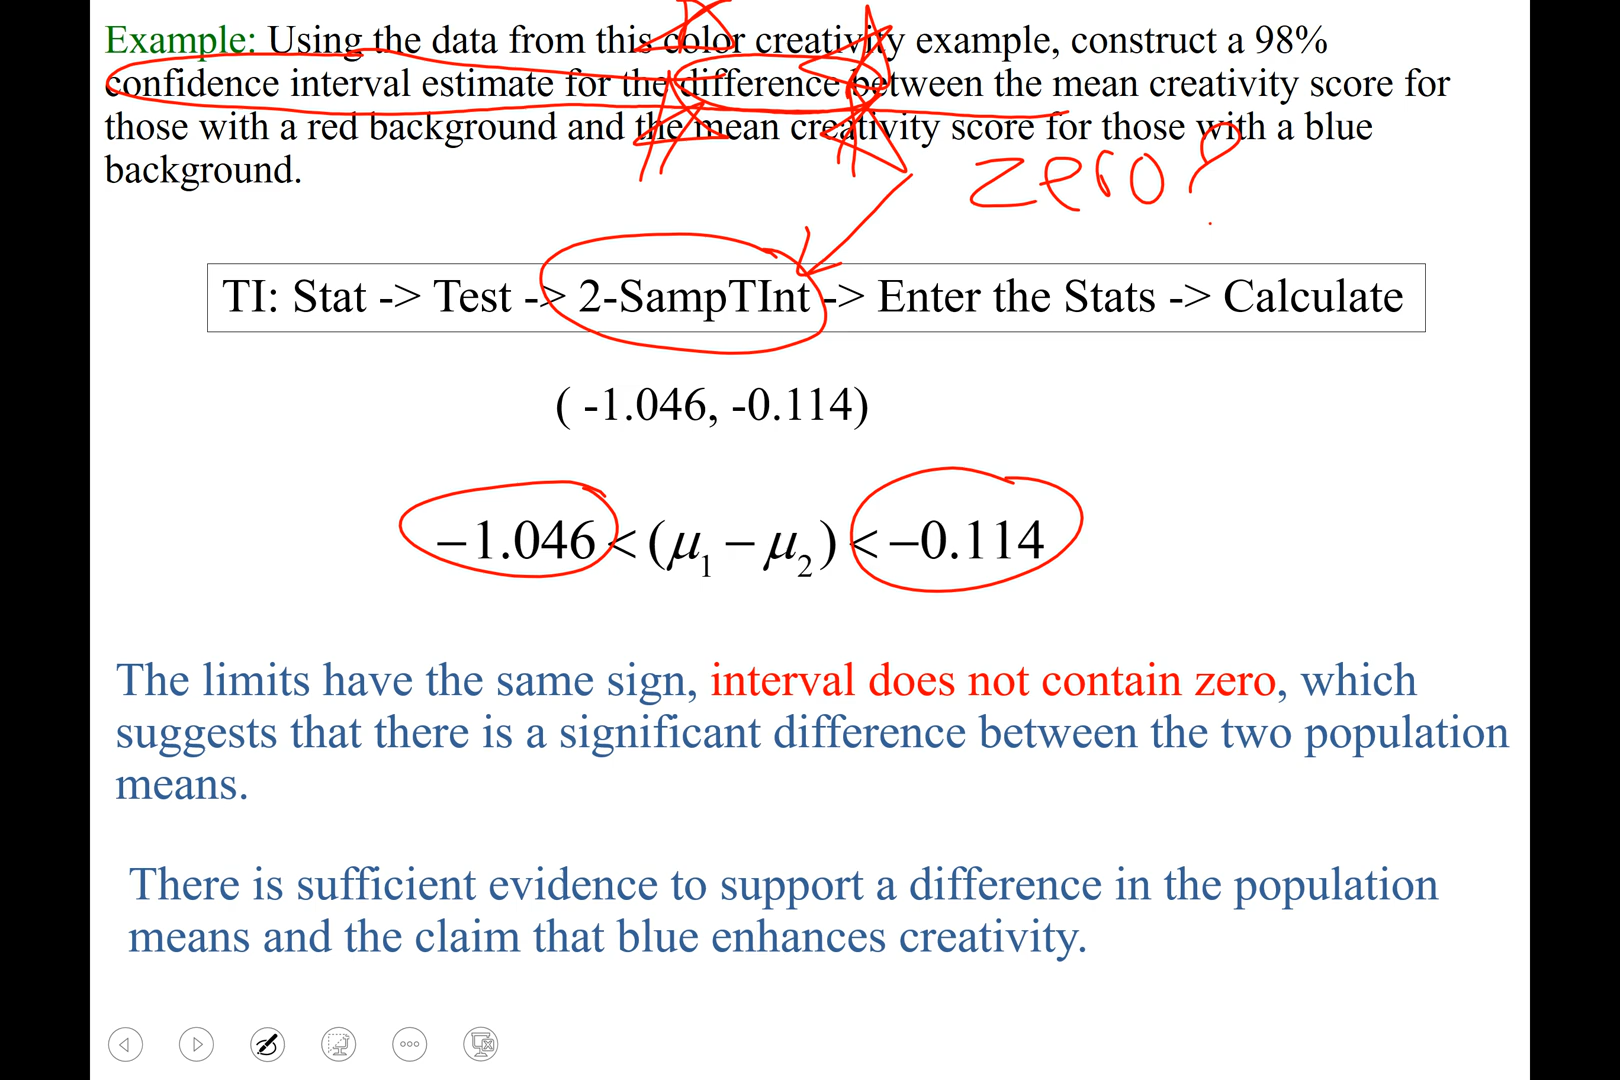 Example: Using the data from this color creativity example, construct a 98%
confidence interval estimate for the difference between the mean creativity score for
those with a red background and the mean creativity score for those with a blue
background.
zero?
TI: Stat -> Test -> 2-SampTInt -> Enter the Stats -> Calculate
( -1.046, -0.114)
−1.046 < (μ₁ − μ₂) < −0.114
The limits have the same sign, interval does not contain zero, which
suggests that there is a significant difference between the two population
means.
There is sufficient evidence to support a difference in the population
means and the claim that blue enhances creativity.